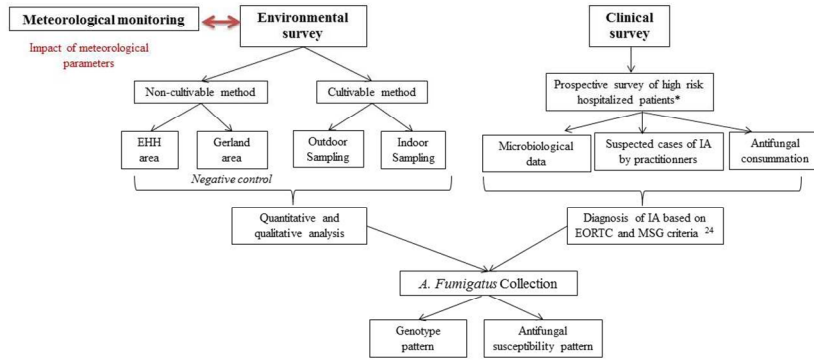 Meteorological monitoring
Impact of meteorological
parameters
Environmental
survey
Clinical
survey
Non-cultivable method
Cultivable method
Prospective survey of high risk
hospitalized patients*
EHH
area
Gerland
area
Outdoor
Sampling
Indoor
Sampling
Microbiological
data
Suspected cases of IA
by practitionners
Antifungal
consummation
Negative control
Quantitative and
qualitative analysis
Diagnosis of IA based on
EORTC and MSG criteria 24
A. Fumigatus Collection
Genotype
pattern
Antifungal
susceptibility pattern